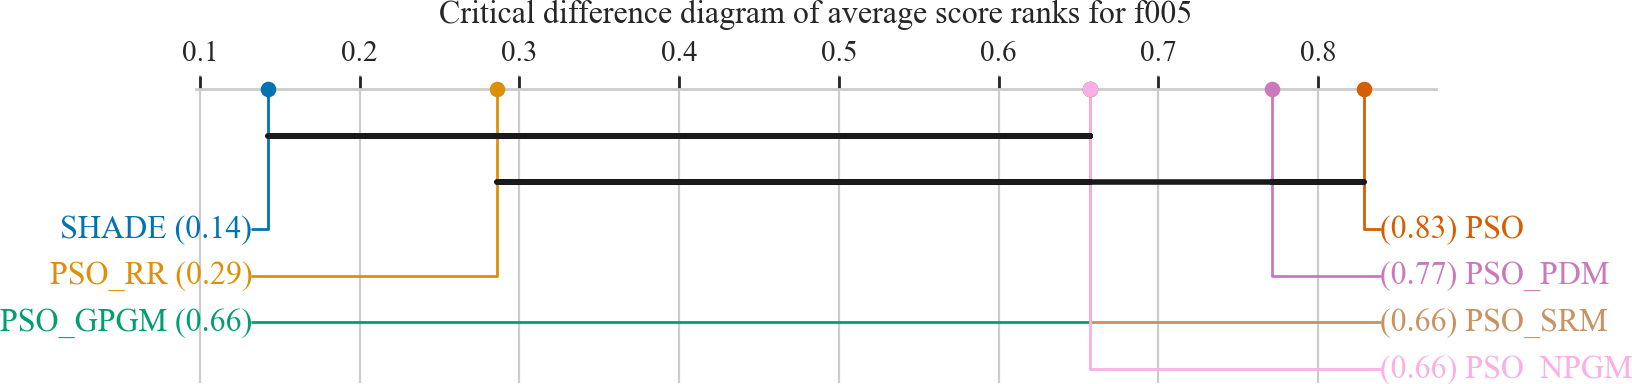 Critical difference diagram of average score ranks for f005
0.1 0.2 0.3 0.4 0.5 0.6 0.7 0.8
SHADE (0.14)
(0.83) PSO
PSO_RR (0.29)
(0.77) PSO_PDM
PSO_GPGM (0.66)
(0.66) PSO_SRM
(0.66) PSO_NPGM